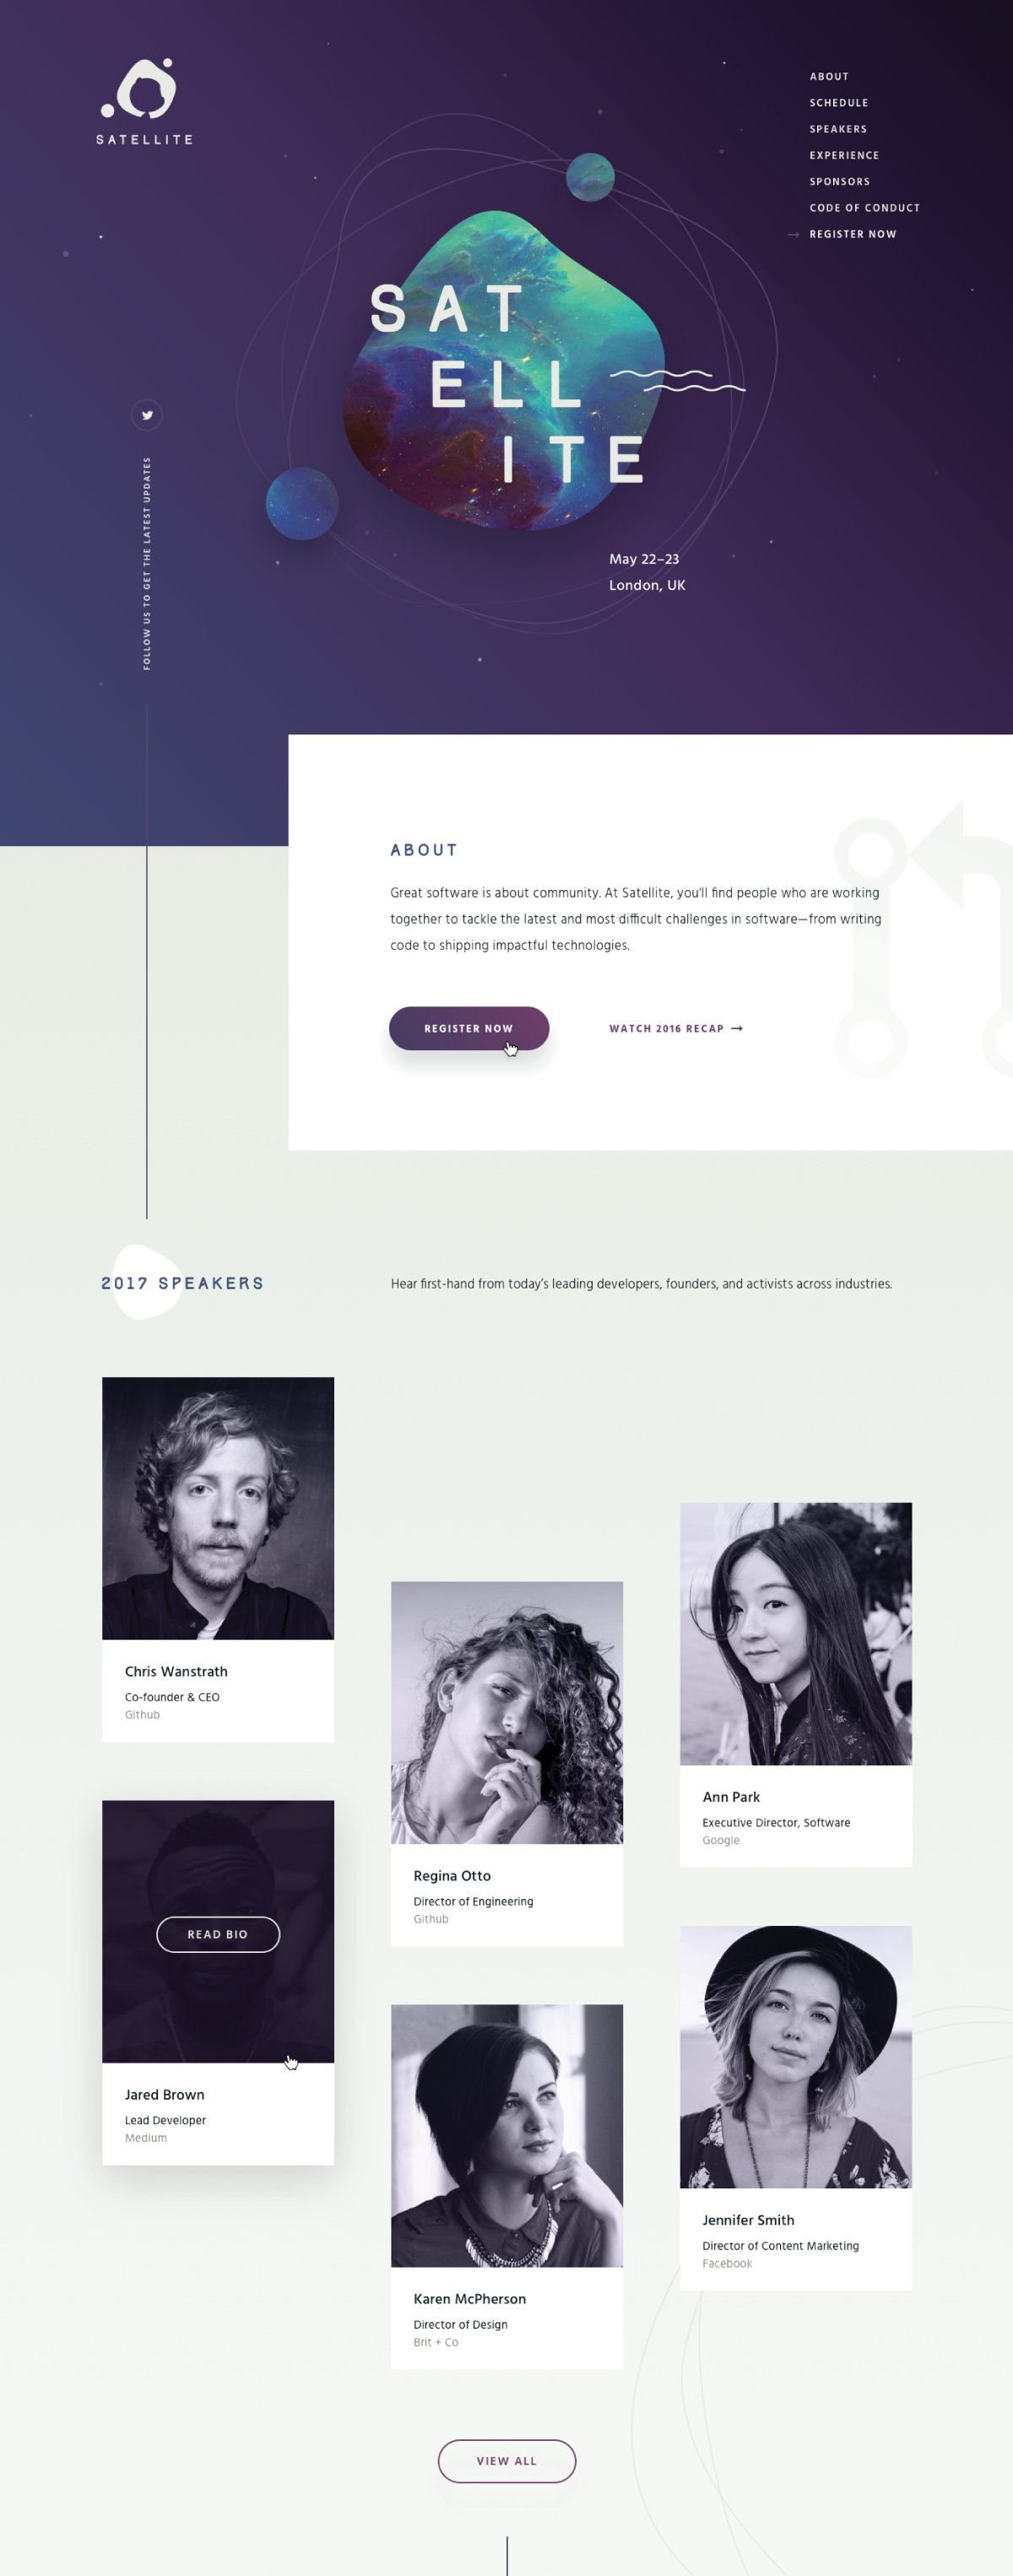 SATELLITE
ABOUT
SCHEDULE
SPEAKERS
EXPERIENCE
SPONSORS
CODE OF CONDUCT
→ REGISTER NOW
SAT
ELL
ITE
FOLLOW US TO GET THE LATEST UPDATES
May 22–23
London, UK
ABOUT
Great software is about community. At Satellite, you'll find people who are working
together to tackle the latest and most difficult challenges in software—from writing
code to shipping impactful technologies.
REGISTER NOW
WATCH 2016 RECAP →
2017 SPEAKERS
Hear first-hand from today’s leading developers, founders, and activists across industries.
Chris Wanstrath
Co-founder & CEO
Github
Regina Otto
Director of Engineering
Github
Ann Park
Executive Director, Software
Google
READ BIO
Jared Brown
Lead Developer
Medium
Karen McPherson
Director of Design
Brit + Co
Jennifer Smith
Director of Content Marketing
Facebook
VIEW ALL